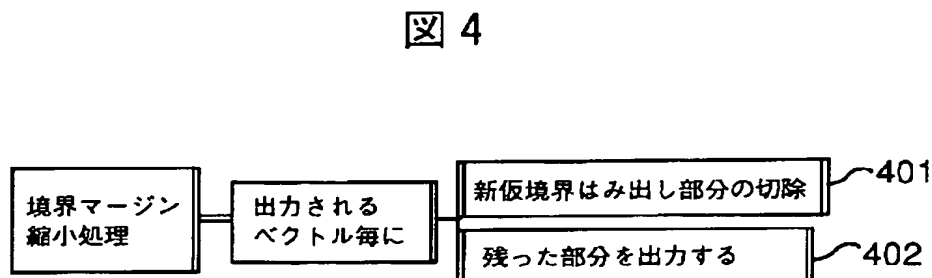 図 4
境界マージン
縮小処理
出力される
ベクトル毎に
新仮境界はみ出し部分の切除
401
残った部分を出力する
402